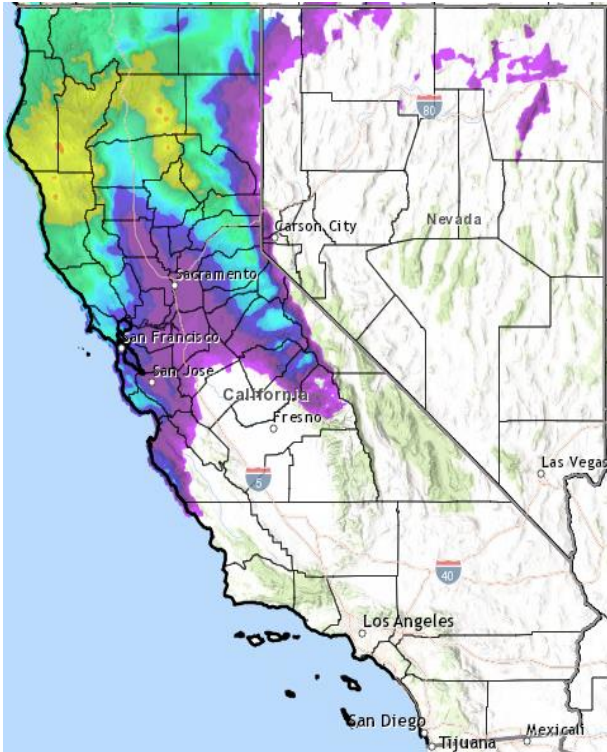 80
Carson City
Nevada
Sacramento
San Francisco
San José
California
Fresno
Las Vegas
5
40
Los Angeles
San Diego
Tijuana
Mexicali